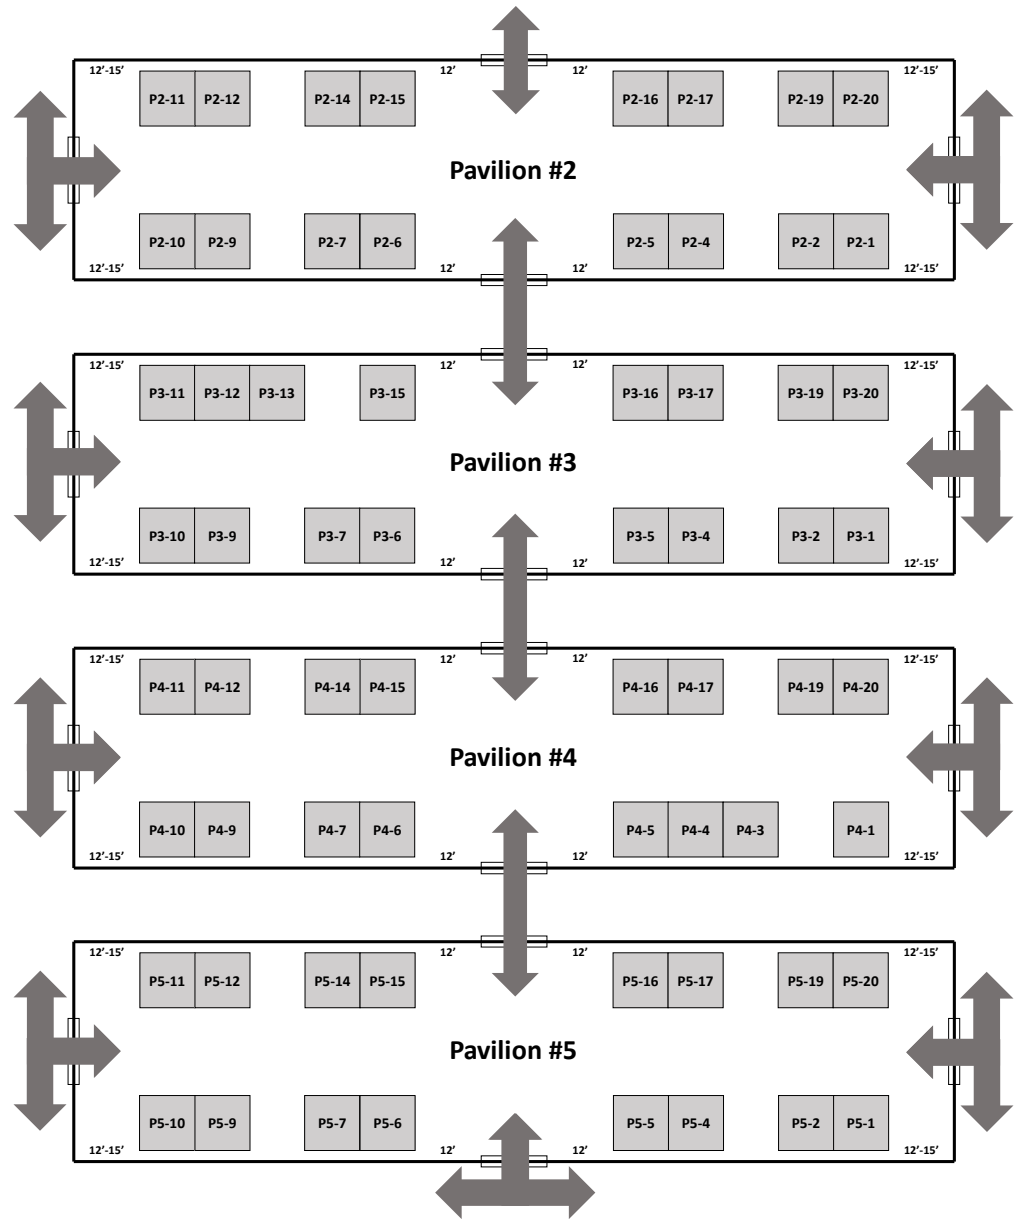 12’-15’ 12’ 12’ 12’-15’
P2-11 P2-12 P2-14 P2-15 P2-16 P2-17 P2-19 P2-20
Pavilion #2
P2-10 P2-9 P2-7 P2-6 P2-5 P2-4 P2-2 P2-1
12’-15’ 12’ 12’ 12’-15’
12’-15’ 12’ 12’ 12’-15’
P3-11 P3-12 P3-13 P3-15 P3-16 P3-17 P3-19 P3-20
Pavilion #3
P3-10 P3-9 P3-7 P3-6 P3-5 P3-4 P3-2 P3-1
12’-15’ 12’ 12’ 12’-15’
12’-15’ 12’ 12’ 12’-15’
P4-11 P4-12 P4-14 P4-15 P4-16 P4-17 P4-19 P4-20
Pavilion #4
P4-10 P4-9 P4-7 P4-6 P4-5 P4-4 P4-3 P4-1
12’-15’ 12’ 12’ 12’-15’
12’-15’ 12’ 12’ 12’-15’
P5-11 P5-12 P5-14 P5-15 P5-16 P5-17 P5-19 P5-20
Pavilion #5
P5-10 P5-9 P5-7 P5-6 P5-5 P5-4 P5-2 P5-1
12’-15’ 12’ 12’ 12’-15’